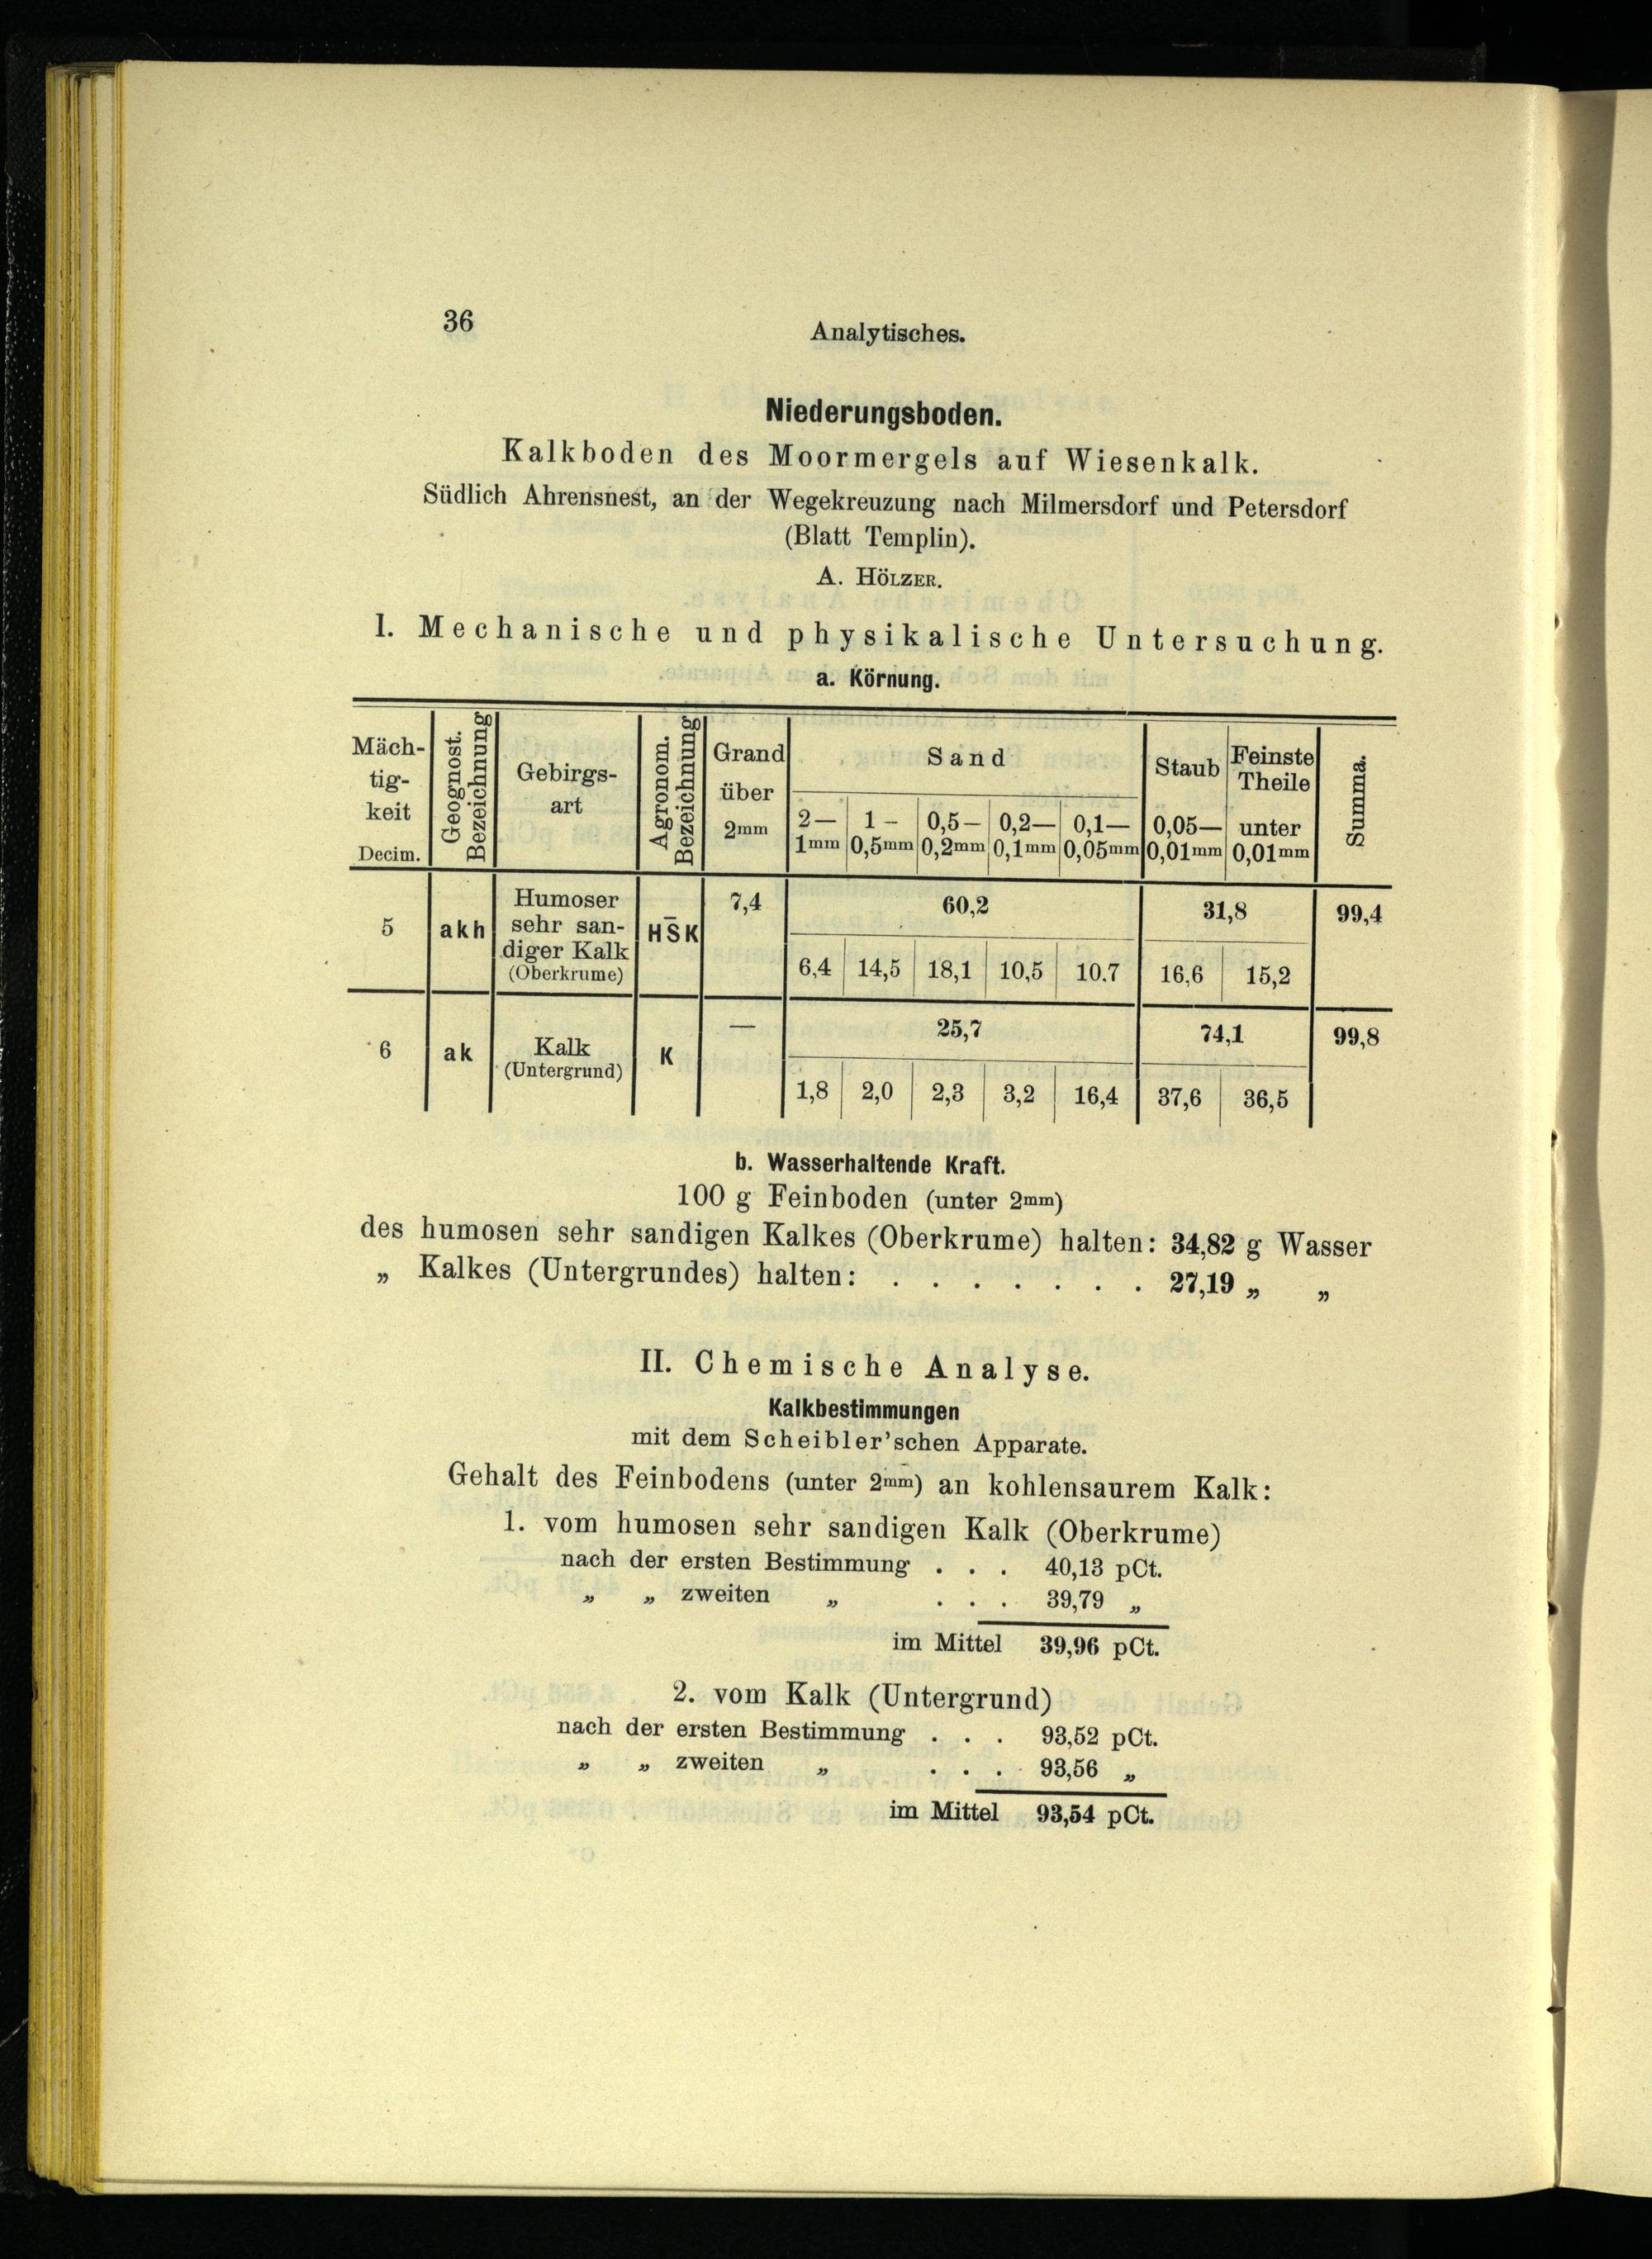 36
Analytisches.
Niederungsboden.
Kalkboden des Moormergels auf Wiesenkalk.
Südlich Ahrensnest, an der Wegekreuzung nach Milmersdorf und Petersdorf
(Blatt Templin).
A. HÖLZER.
I. Mechanische und physikalische Untersuchung.
a. Körnung.
Mäch-
tig-
keit
Decim.
Geognost.
Bezeichnung
Gebirgs-
art
Agronom.
Bezeichnung
Grand
über
2mm
Sand
2— 1- 0,5— 0,2— 0,1—
1mm 0,5mm 0,2mm 0,1mm 0,05mm
Staub
0,05—
0,01mm
Feinste
Theile
unter
0,01mm
Summa.
5
akh
Humoser
sehr san-
diger Kalk
(Oberkrume)
HS̄K
7,4 60,2 31,8 99,4
6,4 14,5 18,1 10,5 10.7 16,6 15,2
6
ak
Kalk
(Untergrund)
K
— 25,7 74,1 99,8
1,8 2,0 2,3 3,2 16,4 37,6 36,5
b. Wasserhaltende Kraft.
100 g Feinboden (unter 2mm)
des humosen sehr sandigen Kalkes (Oberkrume) halten: 34,82 g Wasser
„ Kalkes (Untergrundes) halten: . . . . . . . 27,19 „ „
II. Chemische Analyse.
Kalkbestimmungen
mit dem Scheibler'schen Apparate.
Gehalt des Feinbodens (unter 2mm) an kohlensaurem Kalk:
1. vom humosen sehr sandigen Kalk (Oberkrume)
nach der ersten Bestimmung . . . 40,13 pCt.
„ „ zweiten „ . . . 39,79 „
im Mittel 39,96 pCt.
2. vom Kalk (Untergrund)
nach der ersten Bestimmung . . . 93,52 pCt.
„ „ zweiten „ . . . 93,56 „
im Mittel 93,54 pCt.